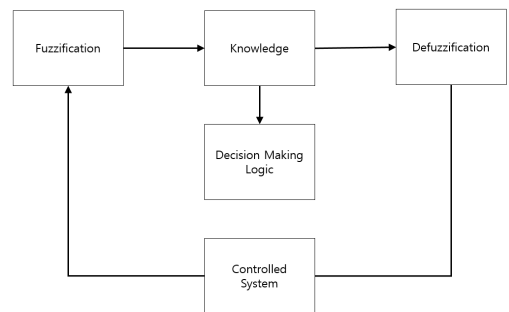 Fuzzification
Knowledge
Defuzzification
Decision Making
Logic
Controlled
System